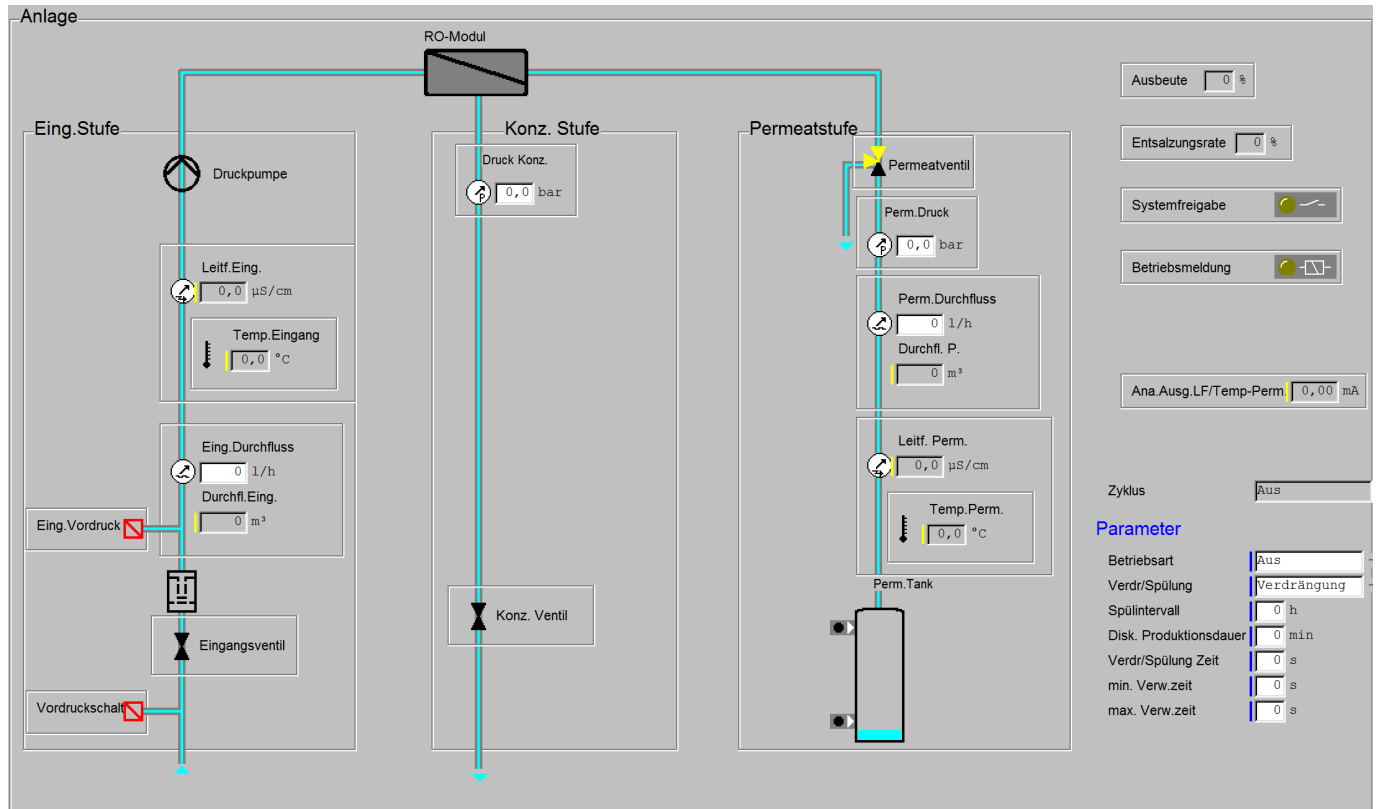 Anlage
RO-Modul
Eing.Stufe
Druckpumpe
Leitf.Eing.
0,0 µS/cm
Temp.Eingang
0,0 °C
Eing.Durchfluss
0 l/h
Durchfl.Eing.
0 m³
Eing.Vordruck
Eingangsventil
Vordruckschalt
Konz. Stufe
Druck Konz.
P
0,0 bar
Konz. Ventil
Permeatstufe
Permeatventil
Perm.Druck
P
0,0 bar
Perm.Durchfluss
0 l/h
Durchfl. P.
0 m³
Leitf. Perm.
0,0 µS/cm
Temp.Perm.
0,0 °C
Perm.Tank
Ausbeute 0 %
Entsalzungsrate 0 %
Systemfreigabe
Betriebsmeldung
Ana.Ausg.LF/Temp-Perm. 0,00 mA
Zyklus Aus
Parameter
Betriebsart Aus
Verdr/Spülung Verdrängung
Spülintervall 0 h
Disk. Produktionsdauer 0 min
Verdr/Spülung Zeit 0 s
min. Verw.zeit 0 s
max. Verw.zeit 0 s